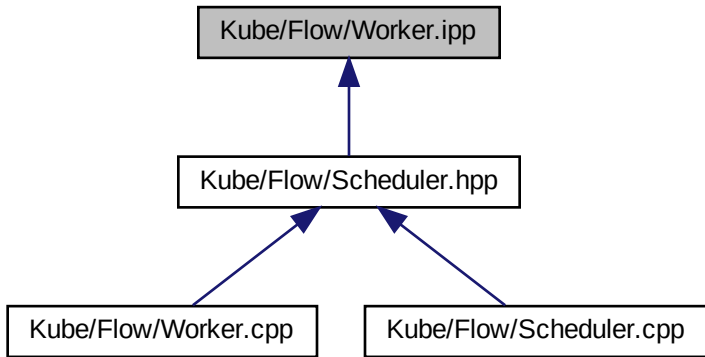 Kube/Flow/Worker.ipp
Kube/Flow/Scheduler.hpp
Kube/Flow/Worker.cpp
Kube/Flow/Scheduler.cpp